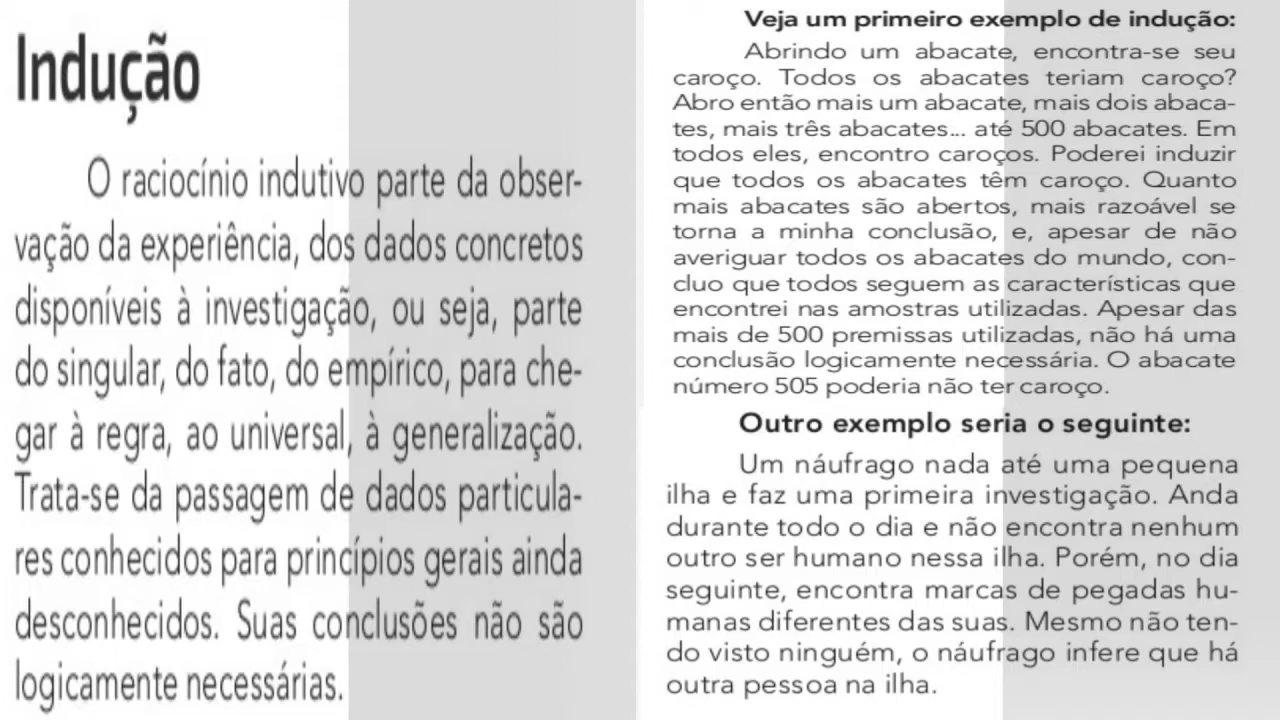 Indução
O raciocínio indutivo parte da obser-
vação da experiência, dos dados concretos
disponíveis à investigação, ou seja, parte
do singular, do fato, do empírico, para che-
gar à regra, ao universal, à generalização.
Trata-se da passagem de dados particula-
res conhecidos para princípios gerais ainda
desconhecidos. Suas conclusões não são
logicamente necessárias.
Veja um primeiro exemplo de indução:
Abrindo um abacate, encontra-se seu
caroço. Todos os abacates teriam caroço?
Abro então mais um abacate, mais dois abaca-
tes, mais três abacates... até 500 abacates. Em
todos eles, encontro caroços. Poderei induzir
que todos os abacates têm caroço. Quanto
mais abacates são abertos, mais razoável se
torna a minha conclusão, e, apesar de não
averiguar todos os abacates do mundo, con-
cluo que todos seguem as características que
encontrei nas amostras utilizadas. Apesar das
mais de 500 premissas utilizadas, não há uma
conclusão logicamente necessária. O abacate
número 505 poderia não ter caroço.
Outro exemplo seria o seguinte:
Um náufrago nada até uma pequena
ilha e faz uma primeira investigação. Anda
durante todo o dia e não encontra nenhum
outro ser humano nessa ilha. Porém, no dia
seguinte, encontra marcas de pegadas hu-
manas diferentes das suas. Mesmo não ten-
do visto ninguém, o náufrago infere que há
outra pessoa na ilha.